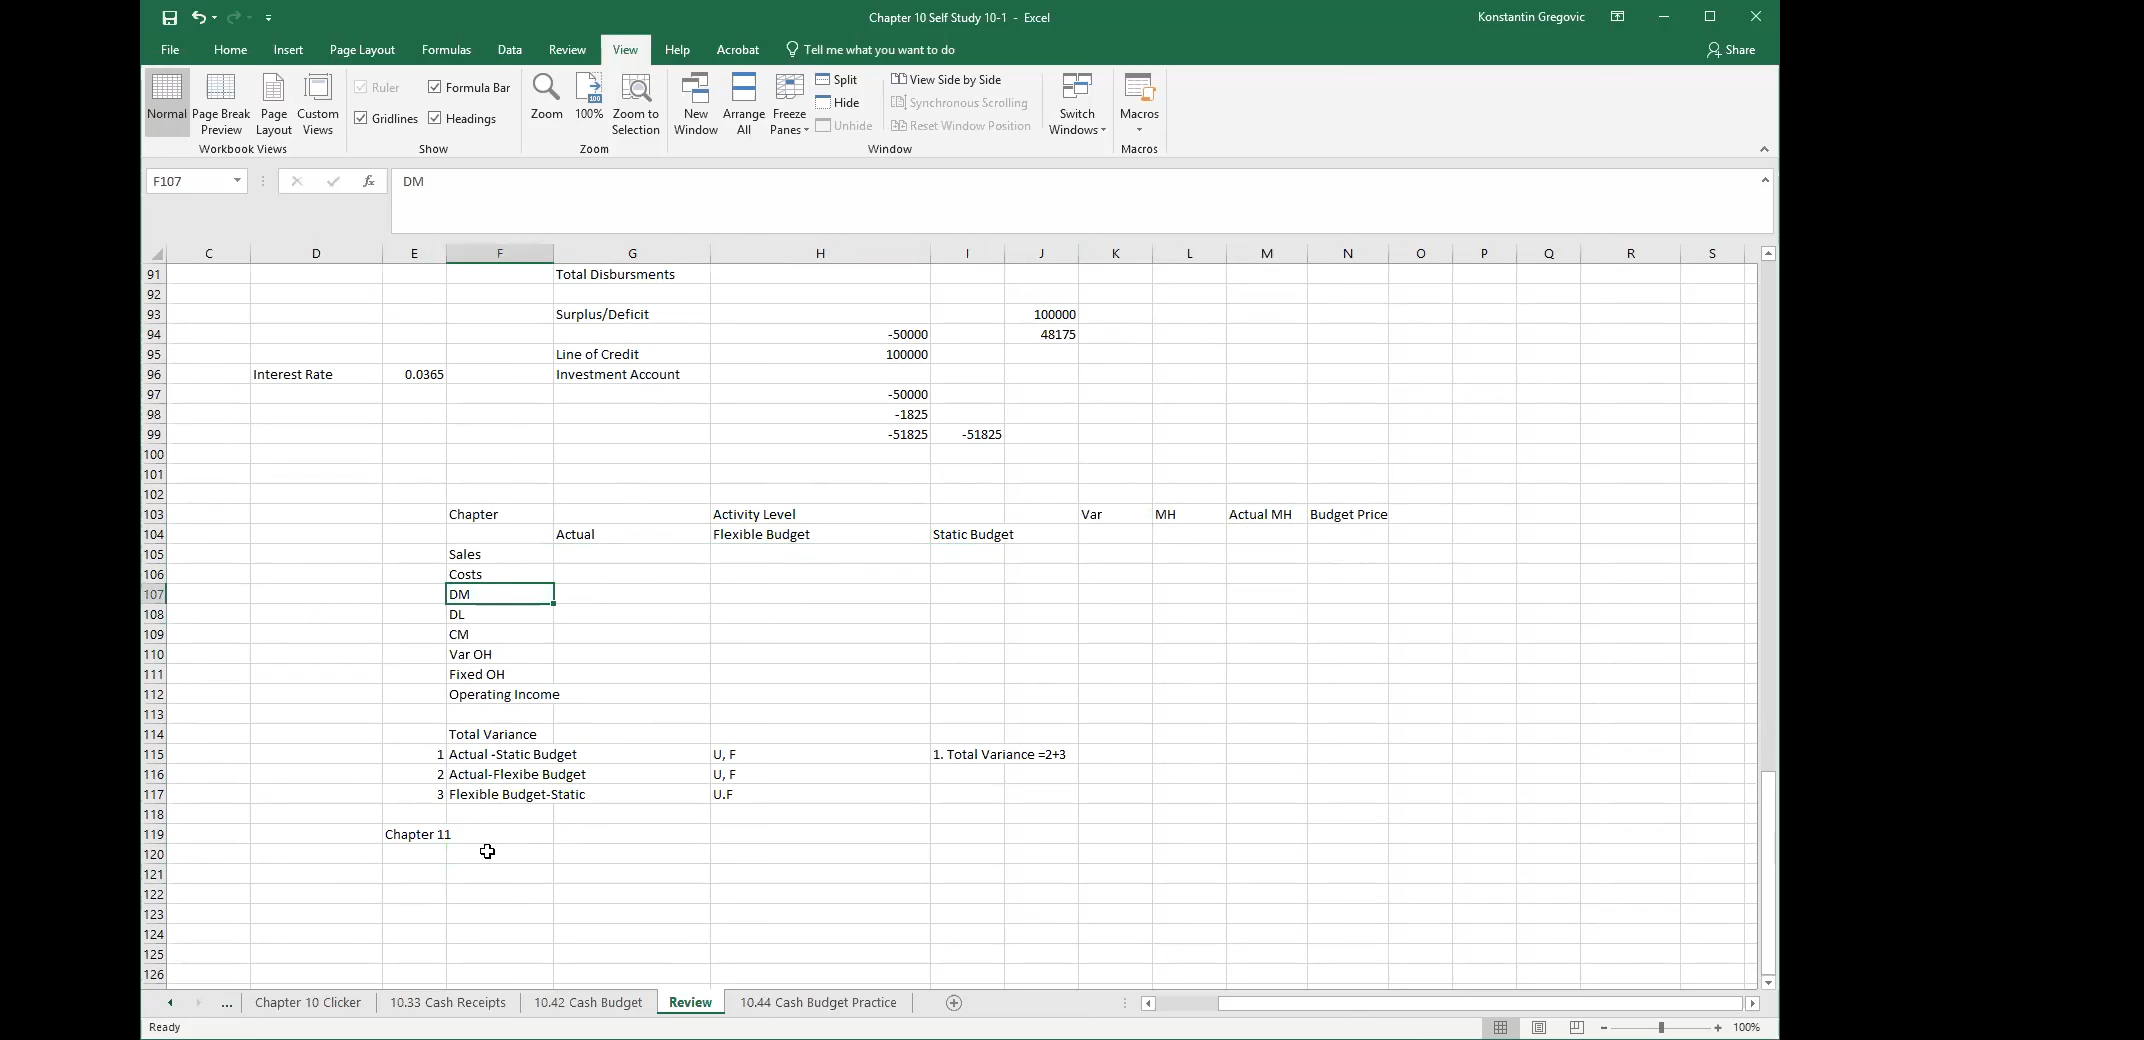 Chapter 10 Self Study 10-1 - Excel
Konstantin Gregovic
File Home Insert Page Layout Formulas Data Review View Help Acrobat Tell me what you want to do Share
Normal
Page Break Preview
Page Layout
Custom Views
Workbook Views
Ruler
Formula Bar
Gridlines
Headings
Show
Zoom
100
100%
Zoom to Selection
Zoom
New Window
Arrange All
Freeze Panes
Split
Hide
Unhide
View Side by Side
Synchronous Scrolling
Reset Window Position
Window
Switch Windows
Macros
Macros
F107 fx DM
C D E F G H I J K L M N O P Q R S
91 Total Disbursments
92
93 Surplus/Deficit 100000
94 -50000 48175
95 Line of Credit 100000
96 Interest Rate 0.0365 Investment Account
97 -50000
98 -1825
99 -51825 -51825
100
101
102
103 Chapter Activity Level Var MH Actual MH Budget Price
104 Actual Flexible Budget Static Budget
105 Sales
106 Costs
107 DM
108 DL
109 CM
110 Var OH
111 Fixed OH
112 Operating Income
113
114 Total Variance
115 1 Actual -Static Budget U, F 1. Total Variance =2+3
116 2 Actual-Flexibe Budget U, F
117 3 Flexible Budget-Static U.F
118
119 Chapter 11
120
121
122
123
124
125
126
... Chapter 10 Clicker 10.33 Cash Receipts 10.42 Cash Budget Review 10.44 Cash Budget Practice
Ready 100%